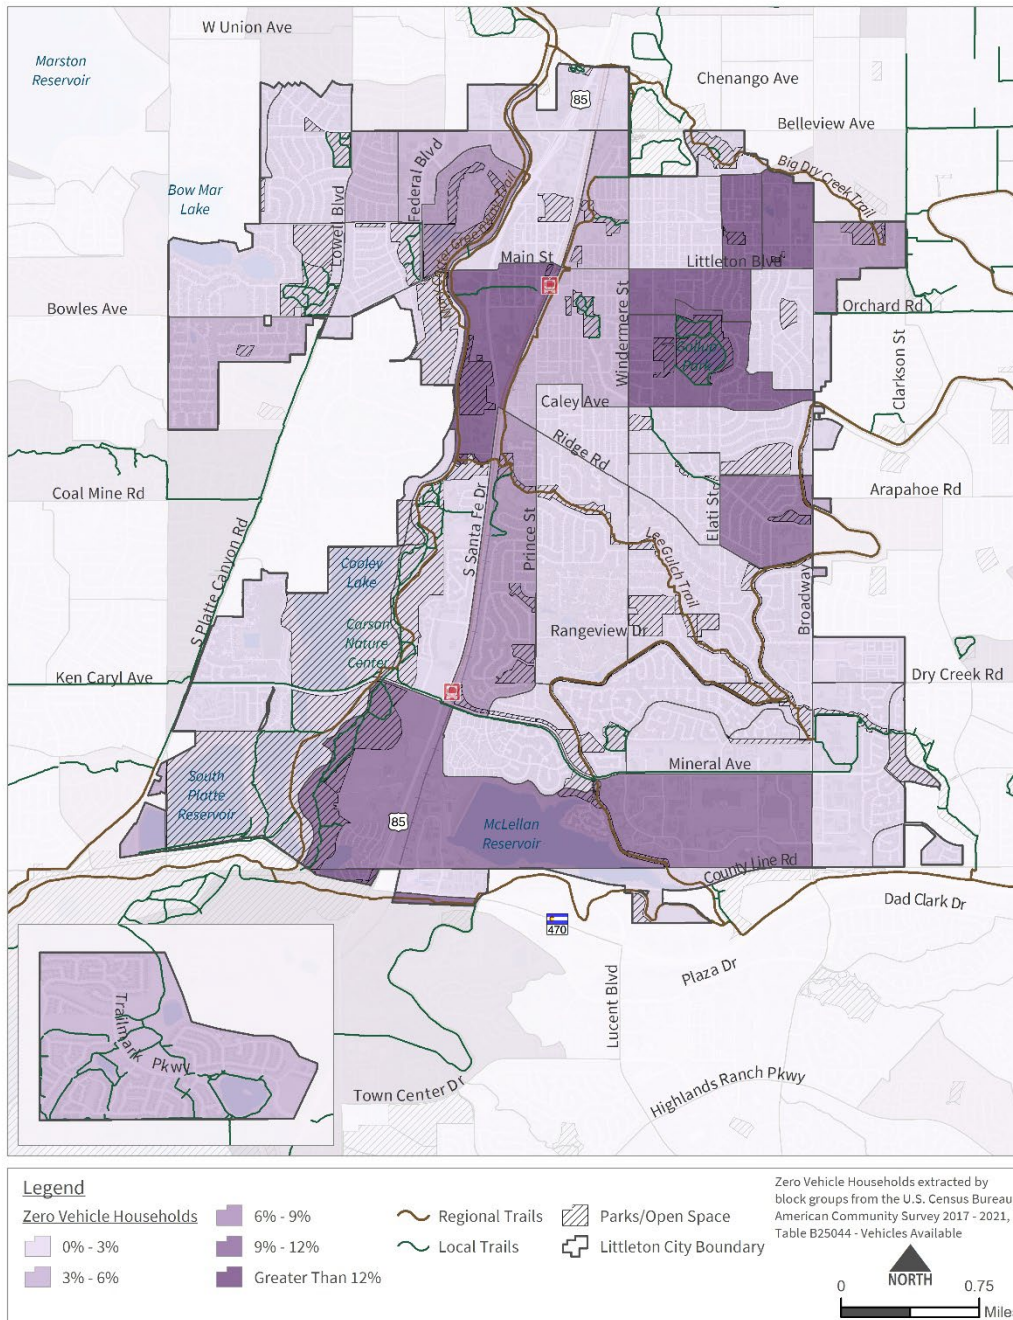 W Union Ave
Marston
Reservoir
Chenango Ave
85
Belleview Ave
Big Dry Creek Trail
Federal Blvd
Lowell Blvd
Bow Mar
Lake
Main St
Littleton Blvd
Windermere St
Bowles Ave
Orchard Rd
Gallup
Park
Clarkson St
Caley Ave
Ridge Rd
Coal Mine Rd
Arapahoe Rd
Elati St
S Santa Fe Dr
Prince St
S Platte Canyon Rd
Lee Gulch Trail
Cooley
Lake
Carson
Nature
Center
Broadway
Rangeview Dr
Ken Caryl Ave
Dry Creek Rd
Mineral Ave
South
Platte
Reservoir
85
McLellan
Reservoir
County Line Rd
Dad Clark Dr
470
Plaza Dr
Lucent Blvd
Trailmark Pkwy
Town Center Dr
Highlands Ranch Pkwy
Legend
Zero Vehicle Households
0% - 3%
3% - 6%
6% - 9%
9% - 12%
Greater Than 12%
Regional Trails
Local Trails
Parks/Open Space
Littleton City Boundary
Zero Vehicle Households extracted by
block groups from the U.S. Census Bureau
American Community Survey 2017 - 2021,
Table B25044 - Vehicles Available
NORTH
0 0.75
Miles